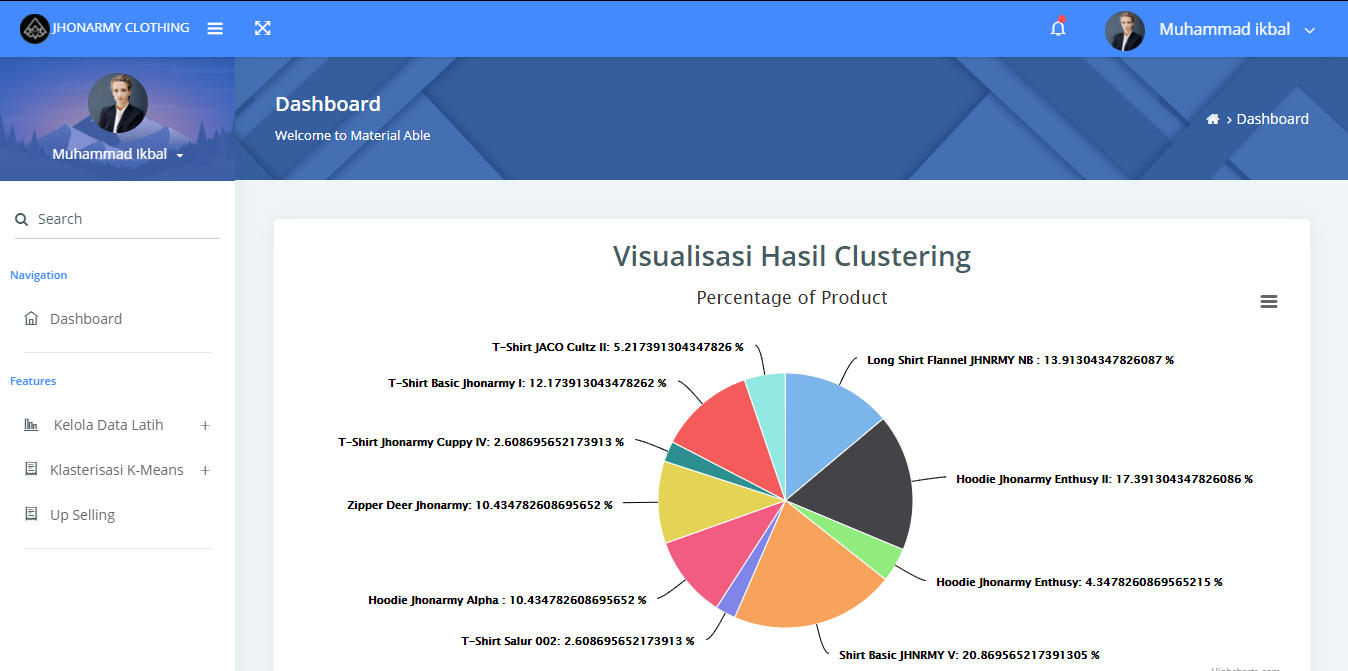 JHONARMY CLOTHING
Muhammad ikbal
Muhammad Ikbal
Dashboard
Welcome to Material Able
Dashboard
Search
Navigation
Dashboard
Features
Kelola Data Latih
Klasterisasi K-Means
Up Selling
Visualisasi Hasil Clustering
Percentage of Product
T-Shirt JACO Cultz II: 5.217391304347826 %
Long Shirt Flannel JHNRMY NB : 13.91304347826087 %
T-Shirt Basic Jhonarmy I: 12.173913043478262 %
T-Shirt Jhonarmy Cuppy IV: 2.608695652173913 %
Hoodie Jhonarmy Enthusy II: 17.391304347826086 %
Zipper Deer Jhonarmy: 10.434782608695652 %
Hoodie Jhonarmy Enthusy: 4.3478260869565215 %
Hoodie Jhonarmy Alpha : 10.434782608695652 %
T-Shirt Salur 002: 2.608695652173913 %
Shirt Basic JHNRMY V: 20.869565217391305 %